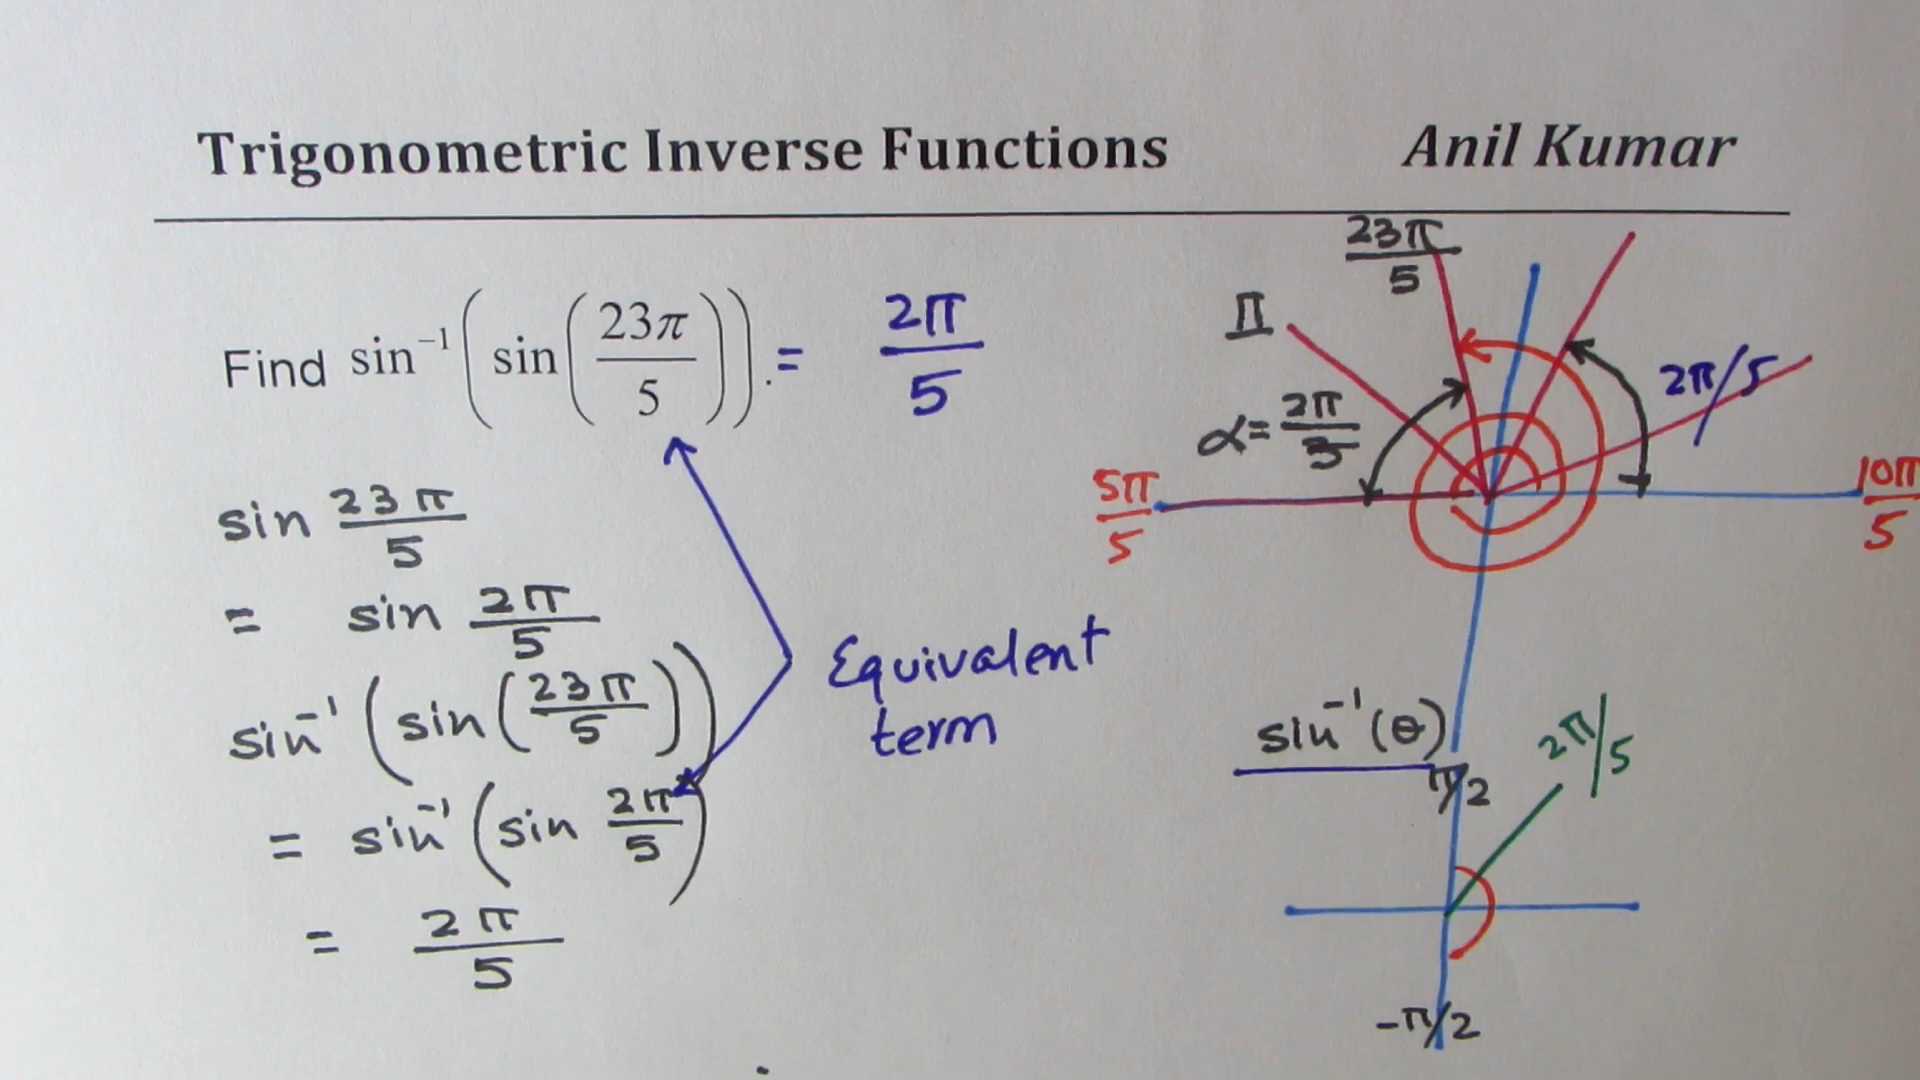 Trigonometric Inverse Functions Anil Kumar
Find sin⁻¹(sin(23π/5)). = 2π/5
sin 23π/5
= sin 2π/5
sin⁻¹(sin(23π/5))
= sin⁻¹(sin 2π/5)
= 2π/5
Equivalent
term
23π/5
II
α = 2π/3
2π/5
5π/5
10π/5
sin⁻¹(θ)
π/2
2π/5
-π/2